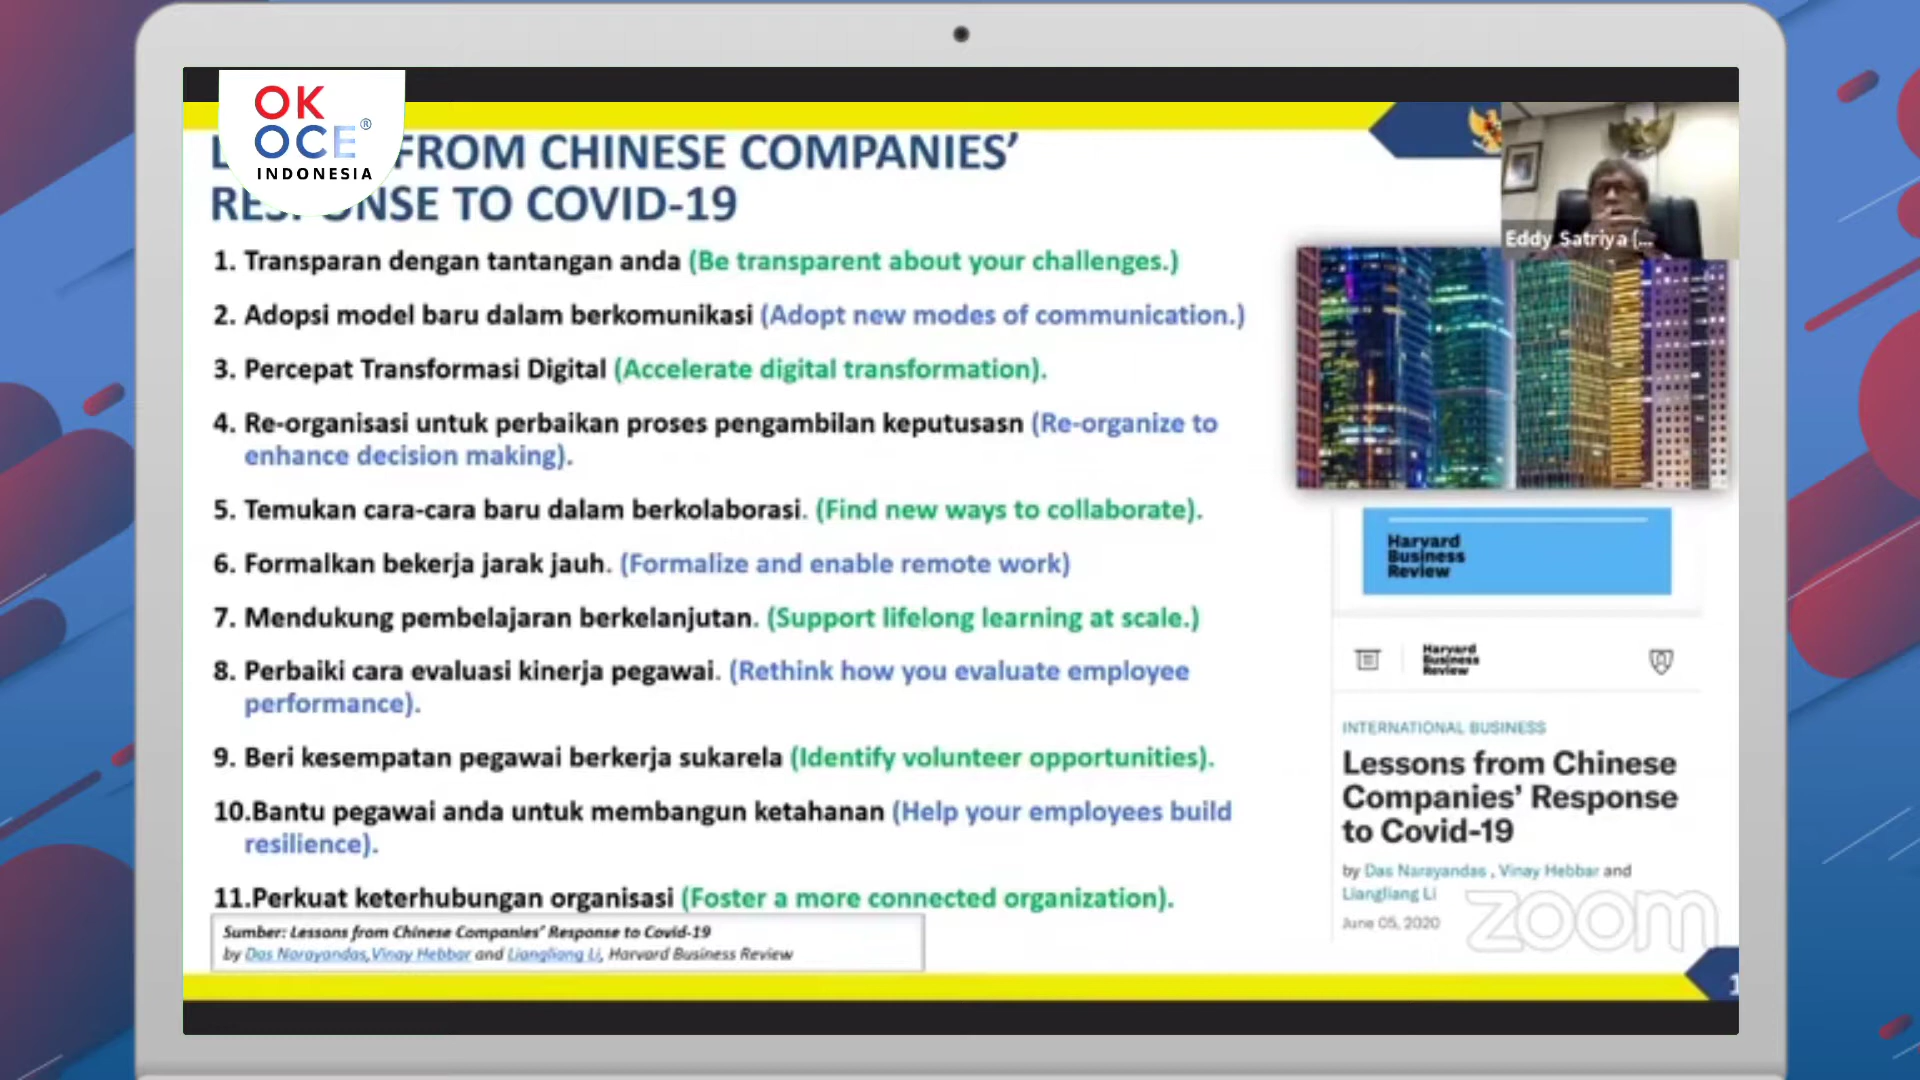 OK
OCE®
INDONESIA
FROM CHINESE COMPANIES’
RESPONSE TO COVID-19
Eddy Satriya (...
1. Transparan dengan tantangan anda (Be transparent about your challenges.)
2. Adopsi model baru dalam berkomunikasi (Adopt new modes of communication.)
3. Percepat Transformasi Digital (Accelerate digital transformation).
4. Re-organisasi untuk perbaikan proses pengambilan keputusasn (Re-organize to
enhance decision making).
5. Temukan cara-cara baru dalam berkolaborasi. (Find new ways to collaborate).
6. Formalkan bekerja jarak jauh. (Formalize and enable remote work)
7. Mendukung pembelajaran berkelanjutan. (Support lifelong learning at scale.)
8. Perbaiki cara evaluasi kinerja pegawai. (Rethink how you evaluate employee
performance).
9. Beri kesempatan pegawai berkerja sukarela (Identify volunteer opportunities).
10.Bantu pegawai anda untuk membangun ketahanan (Help your employees build
resilience).
11.Perkuat keterhubungan organisasi (Foster a more connected organization).
Sumber: Lessons from Chinese Companies’ Response to Covid-19
by Das Narayandas, Vinay Hebbar and Liangliang Li, Harvard Business Review
Harvard
Business
Review
Harvard
Business
Review
INTERNATIONAL BUSINESS
Lessons from Chinese
Companies’ Response
to Covid-19
by Das Narayandas , Vinay Hebbar and
Liangliang Li
June 05, 2020
zoom
1